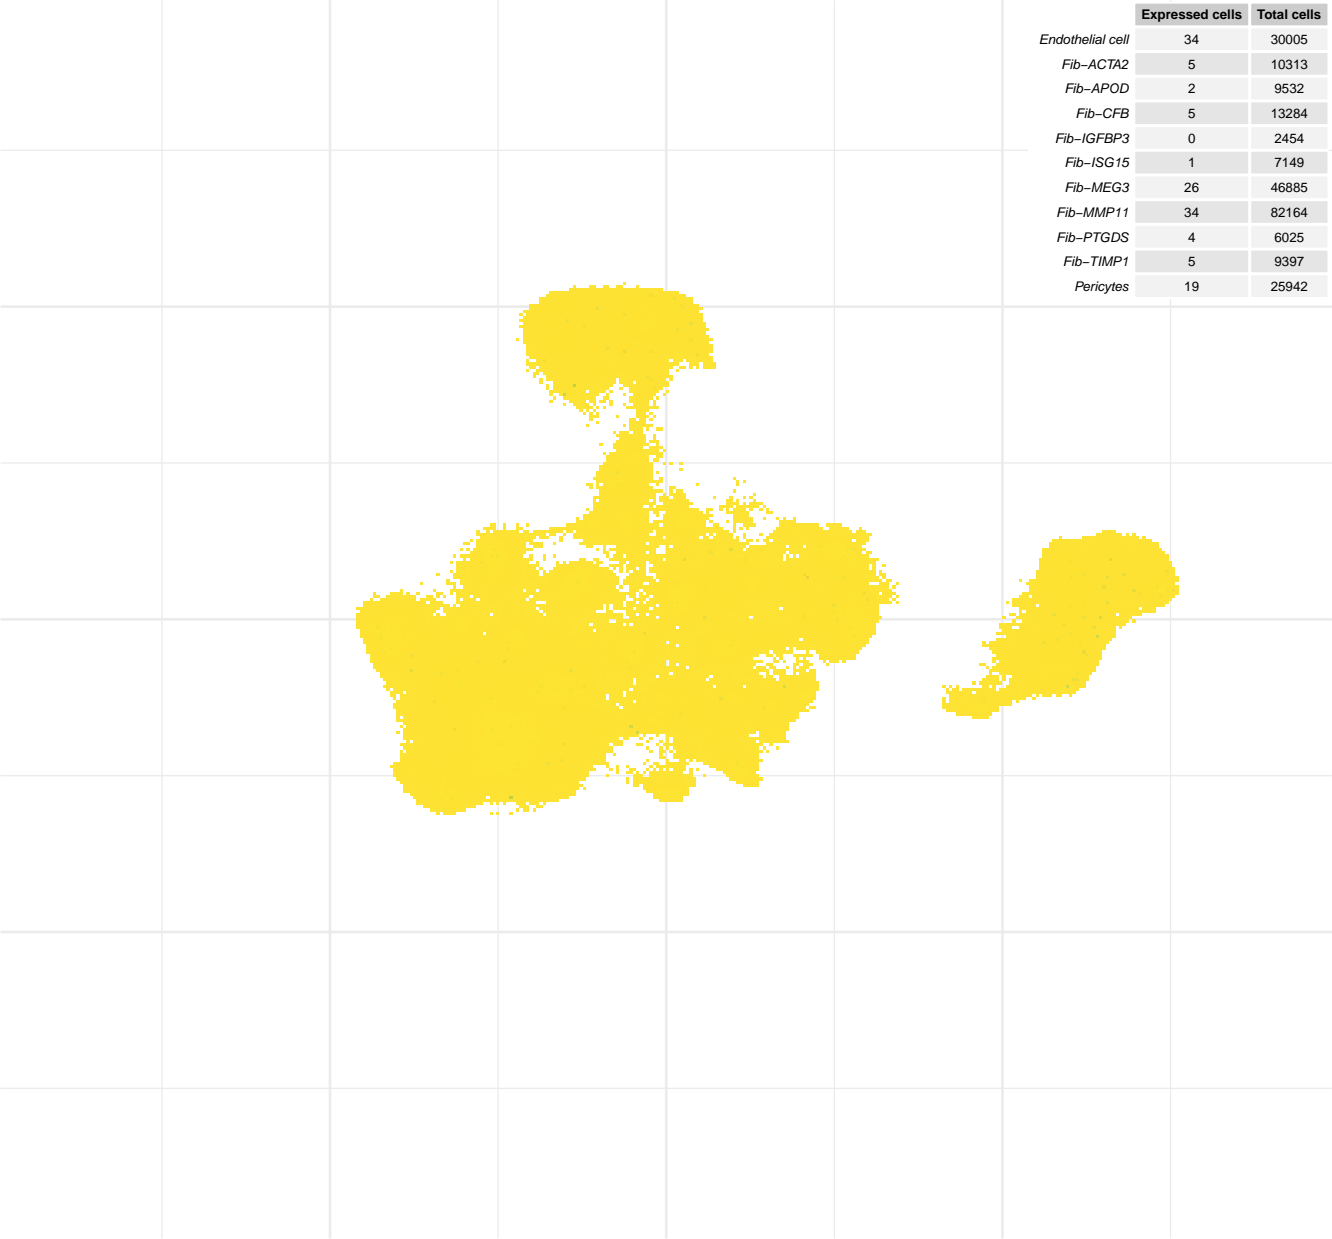 Expressed cells Total cells
Endothelial cell 34 30005
Fib−ACTA2 5 10313
Fib−APOD 2 9532
Fib−CFB 5 13284
Fib−IGFBP3 0 2454
Fib−ISG15 1 7149
Fib−MEG3 26 46885
Fib−MMP11 34 82164
Fib−PTGDS 4 6025
Fib−TIMP1 5 9397
Pericytes 19 25942